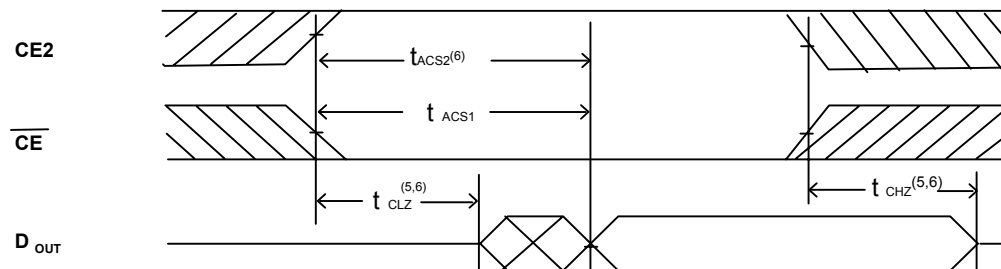 CE2
tACS2(6)
t ACS1
CE
t CLZ(5,6)
t CHZ(5,6)
D OUT